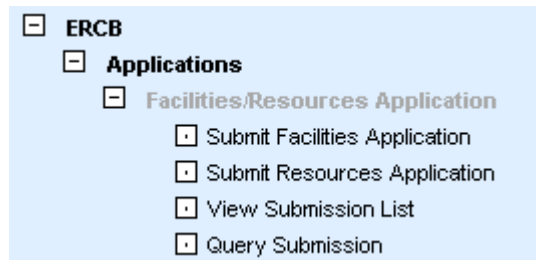 ERCB
Applications
Facilities/Resources Application
Submit Facilities Application
Submit Resources Application
View Submission List
Query Submission